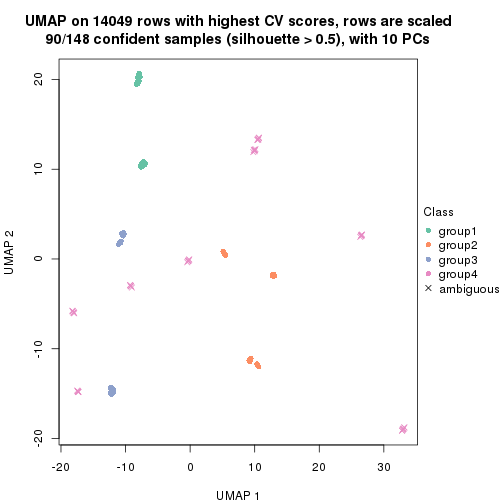 UMAP on 14049 rows with highest CV scores, rows are scaled
90/148 confident samples (silhouette > 0.5), with 10 PCs
20
10
0
-10
-20
UMAP 2
-20
-10
0
10
20
30
UMAP 1
Class
group1
group2
group3
group4
ambiguous